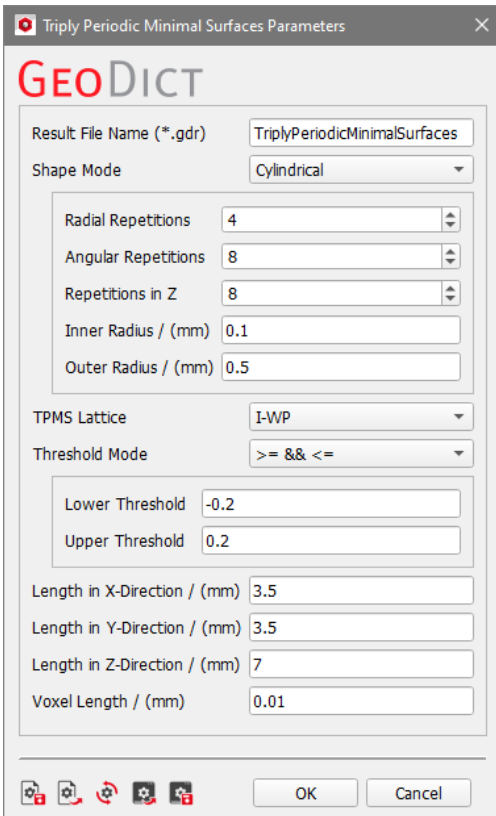 Triply Periodic Minimal Surfaces Parameters
GEODICT
Result File Name (*.gdr) TriplyPeriodicMinimalSurfaces
Shape Mode Cylindrical
Radial Repetitions 4
Angular Repetitions 8
Repetitions in Z 8
Inner Radius / (mm) 0.1
Outer Radius / (mm) 0.5
TPMS Lattice I-WP
Threshold Mode >= && <=
Lower Threshold -0.2
Upper Threshold 0.2
Length in X-Direction / (mm) 3.5
Length in Y-Direction / (mm) 3.5
Length in Z-Direction / (mm) 7
Voxel Length / (mm) 0.01
OK Cancel